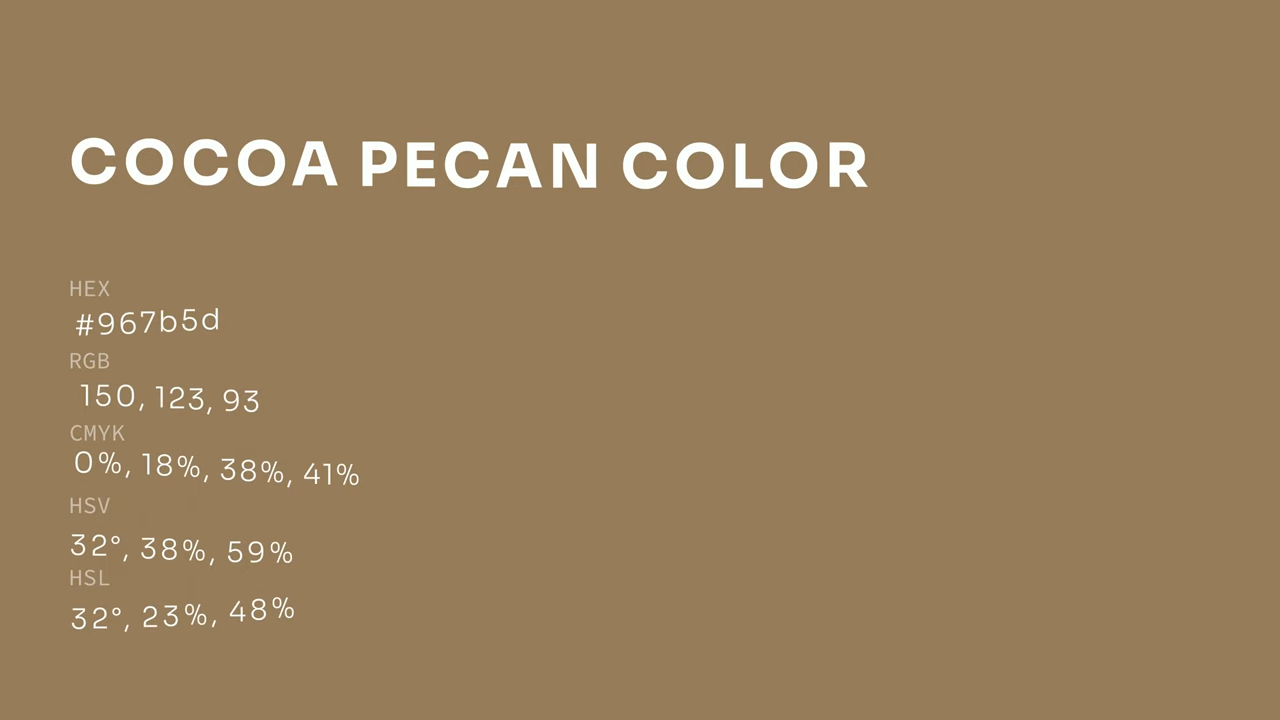 COCOA PECAN COLOR
HEX
#967b5d
RGB
150, 123, 93
CMYK
0%, 18%, 38%, 41%
HSV
32°, 38%, 59%
HSL
32°, 23%, 48%